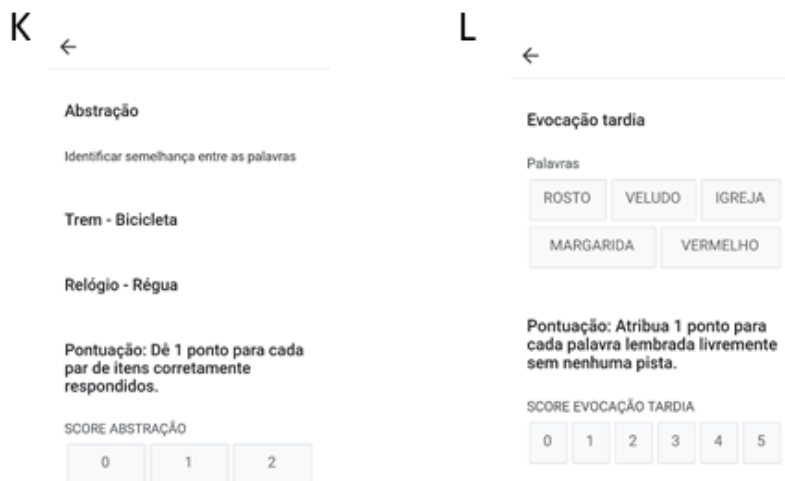 K
Abstração
Identificar semelhança entre as palavras
Trem - Bicicleta
Relógio - Régua
Pontuação: Dê 1 ponto para cada
par de itens corretamente
respondidos.
SCORE ABSTRAÇÃO
0 1 2
L
Evocação tardia
Palavras
ROSTO VELUDO IGREJA
MARGARIDA VERMELHO
Pontuação: Atribua 1 ponto para
cada palavra lembrada livremente
sem nenhuma pista.
SCORE EVOCAÇÃO TARDIA
0 1 2 3 4 5